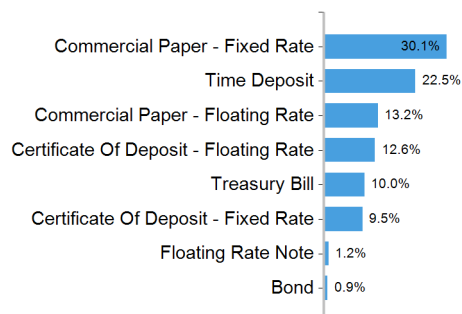 Commercial Paper - Fixed Rate 30.1%
Time Deposit 22.5%
Commercial Paper - Floating Rate 13.2%
Certificate Of Deposit - Floating Rate 12.6%
Treasury Bill 10.0%
Certificate Of Deposit - Fixed Rate 9.5%
Floating Rate Note 1.2%
Bond 0.9%